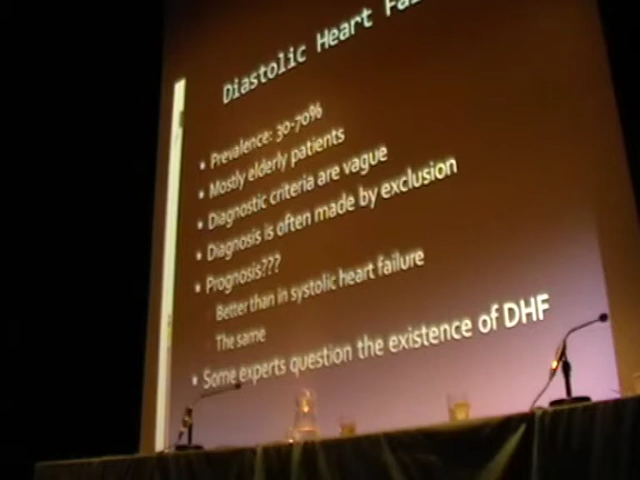 Diastolic Heart Fai
• Prevalence: 30-70%
• Mostly elderly patients
• Diagnostic criteria are vague
• Diagnosis is often made by exclusion
• Prognosis???
Better than in systolic heart failure
The same
• Some experts question the existence of DHF